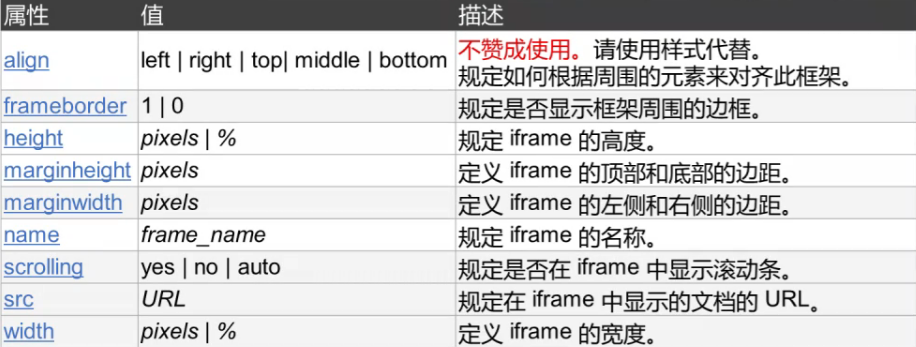 属性 值 描述
align left | right | top| middle | bottom 不赞成使用。请使用样式代替。
规定如何根据周围的元素来对齐此框架。
frameborder 1 | 0 规定是否显示框架周围的边框。
height pixels | % 规定 iframe 的高度。
marginheight pixels 定义 iframe 的顶部和底部的边距。
marginwidth pixels 定义 iframe 的左侧和右侧的边距。
name frame_name 规定 iframe 的名称。
scrolling yes | no | auto 规定是否在 iframe 中显示滚动条。
src URL 规定在 iframe 中显示的文档的 URL。
width pixels | % 定义 iframe 的宽度。